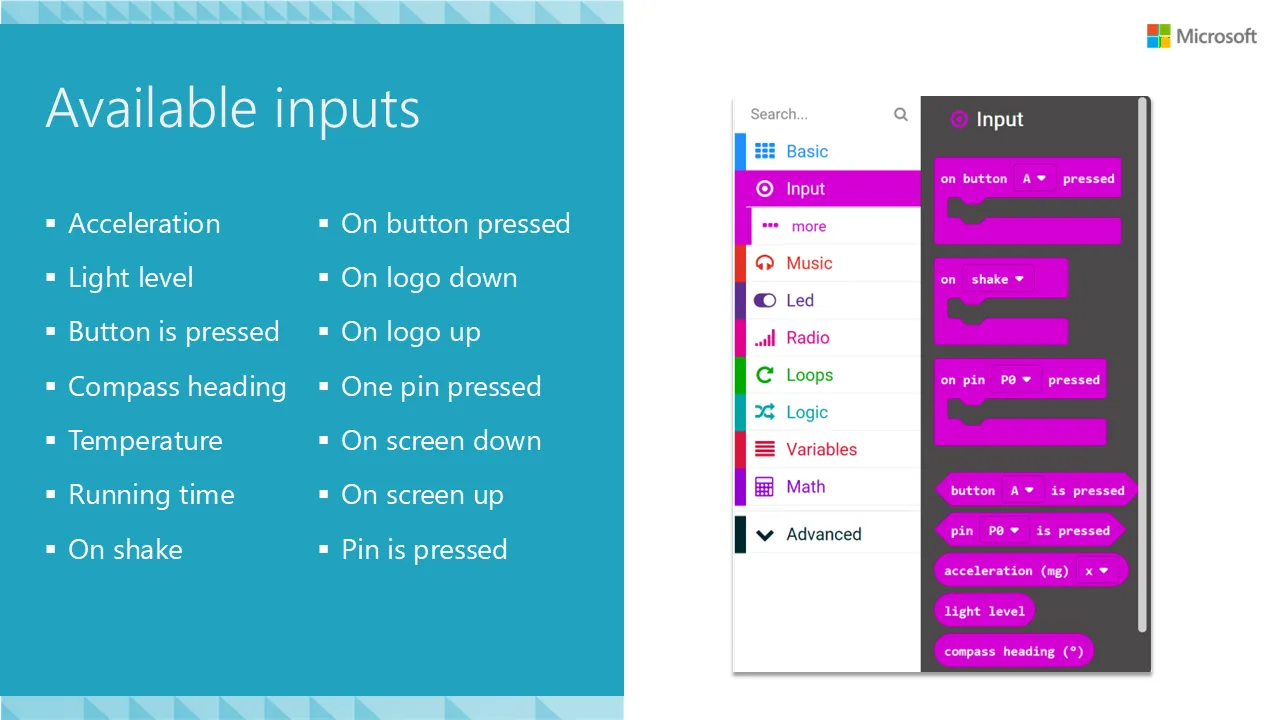 Available inputs
▪ Acceleration
▪ Light level
▪ Button is pressed
▪ Compass heading
▪ Temperature
▪ Running time
▪ On shake
▪ On button pressed
▪ On logo down
▪ On logo up
▪ One pin pressed
▪ On screen down
▪ On screen up
▪ Pin is pressed
Microsoft
Search...
Basic
Input
more
Music
Led
Radio
Loops
Logic
Variables
Math
Advanced
Input
on button A pressed
on shake
on pin P0 pressed
button A is pressed
pin P0 is pressed
acceleration (mg) x
light level
compass heading (°)